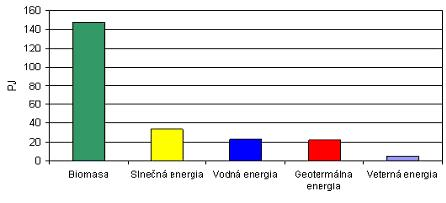 160
140
120
100
80
60
40
20
0
PJ
Biomasa
Slnečná energia
Vodná energia
Geotermálna
energia
Veterná energia